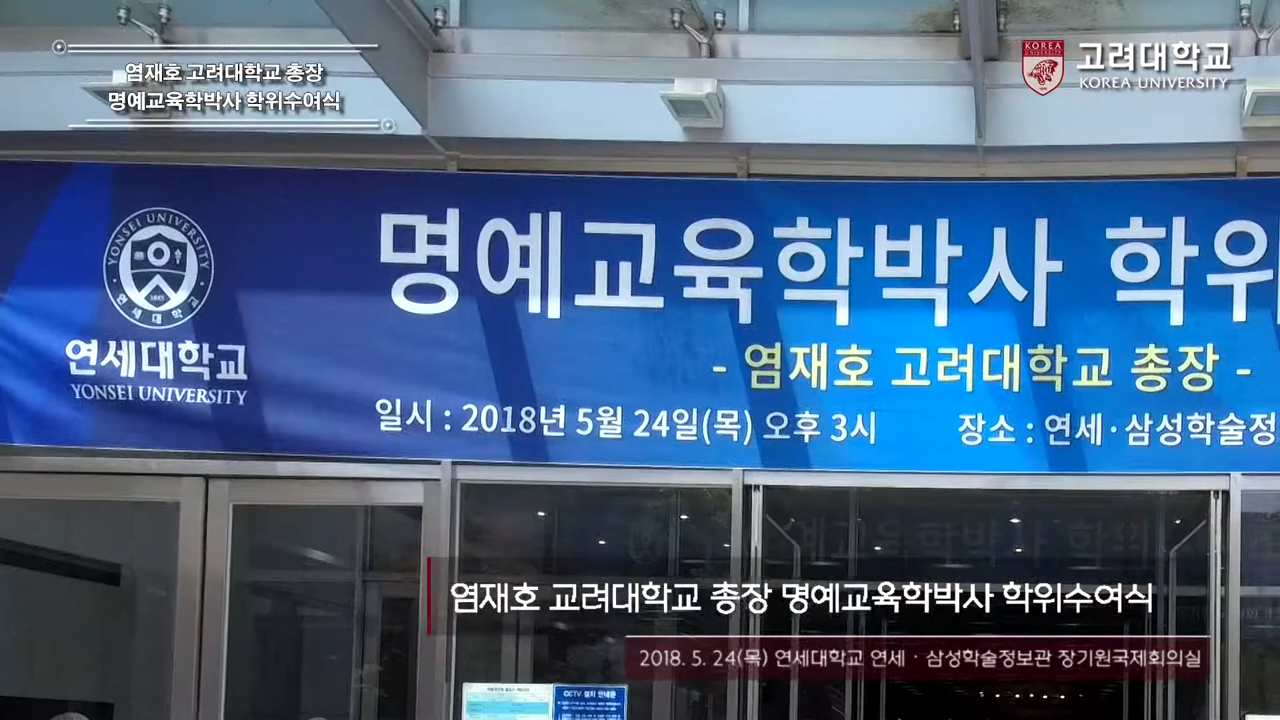 염재호 고려대학교 총장
명예교육학박사 학위수여식
KOREA
고려대학교
KOREA UNIVERSITY
YONSEI UNIVERSITY
1885
연세대학교
연세대학교
YONSEI UNIVERSITY
명예교육학박사 학위
- 염재호 고려대학교 총장 -
일시 : 2018년 5월 24일(목) 오후 3시 장소 : 연세·삼성학술정
염재호 교려대학교 총장 명예교육학박사 학위수여식
2018. 5. 24(목) 연세대학교 연세 · 삼성학술정보관 장기원국제회의실
CCTV 설치 안내문